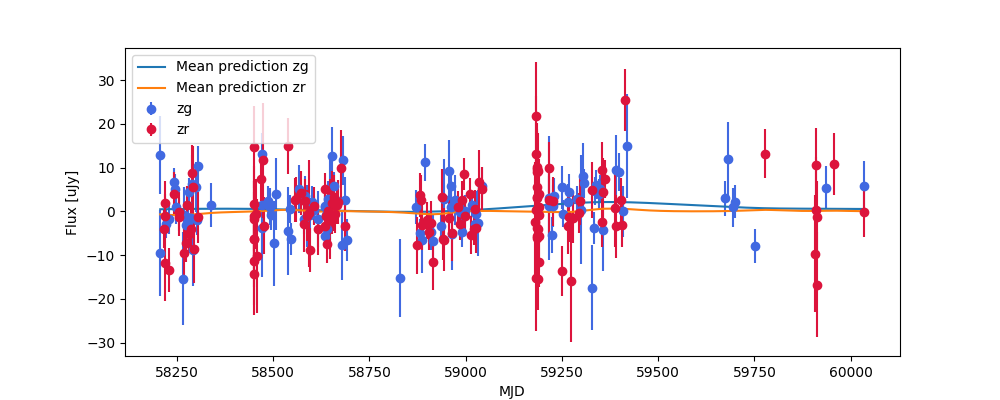 Mean prediction zg
Mean prediction zr
zg
zr
Flux [uJy]
30
20
10
0
−10
−20
−30
58250
58500
58750
59000
59250
59500
59750
60000
MJD